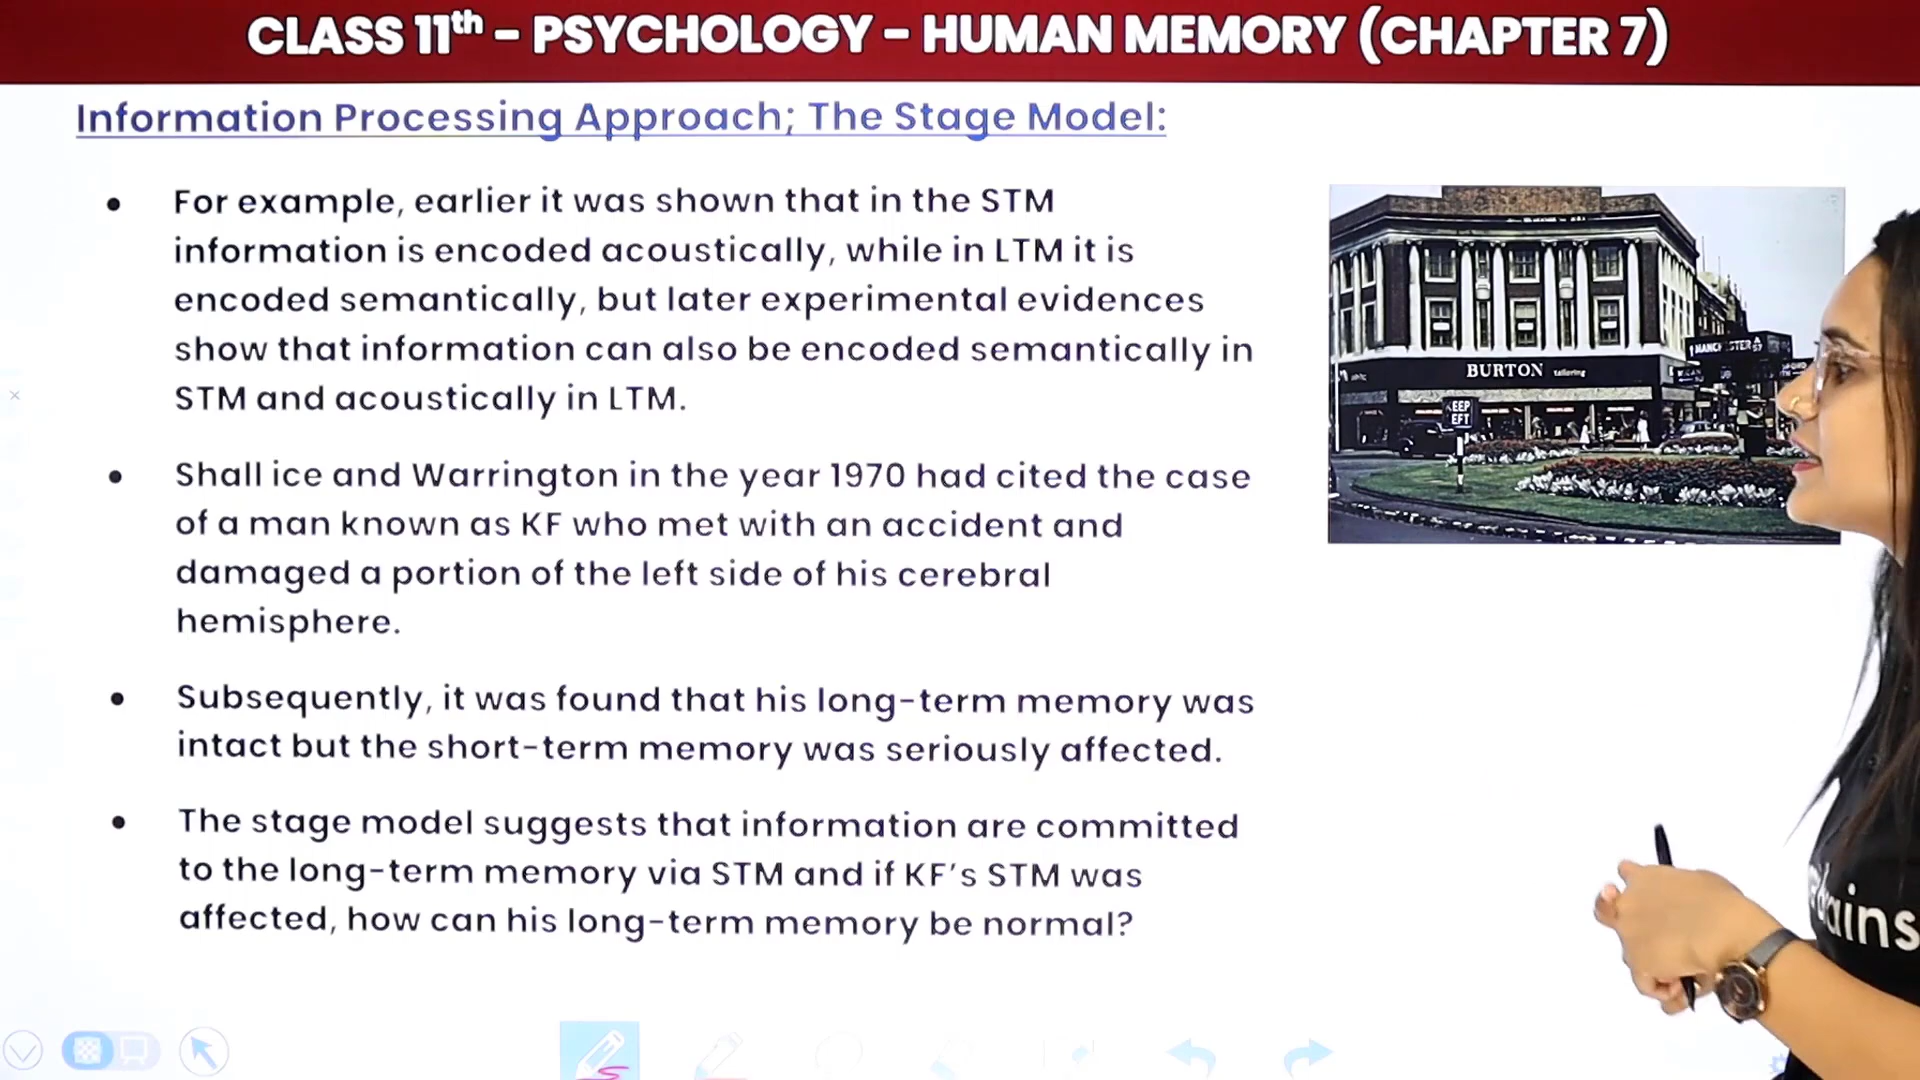 CLASS 11th - PSYCHOLOGY - HUMAN MEMORY (CHAPTER 7)
Information Processing Approach; The Stage Model:
• For example, earlier it was shown that in the STM
information is encoded acoustically, while in LTM it is
encoded semantically, but later experimental evidences
show that information can also be encoded semantically in
STM and acoustically in LTM.
• Shall ice and Warrington in the year 1970 had cited the case
of a man known as KF who met with an accident and
damaged a portion of the left side of his cerebral
hemisphere.
• Subsequently, it was found that his long-term memory was
intact but the short-term memory was seriously affected.
• The stage model suggests that information are committed
to the long-term memory via STM and if KF's STM was
affected, how can his long-term memory be normal?
BURTON tailoring
EEP
EFT
ains